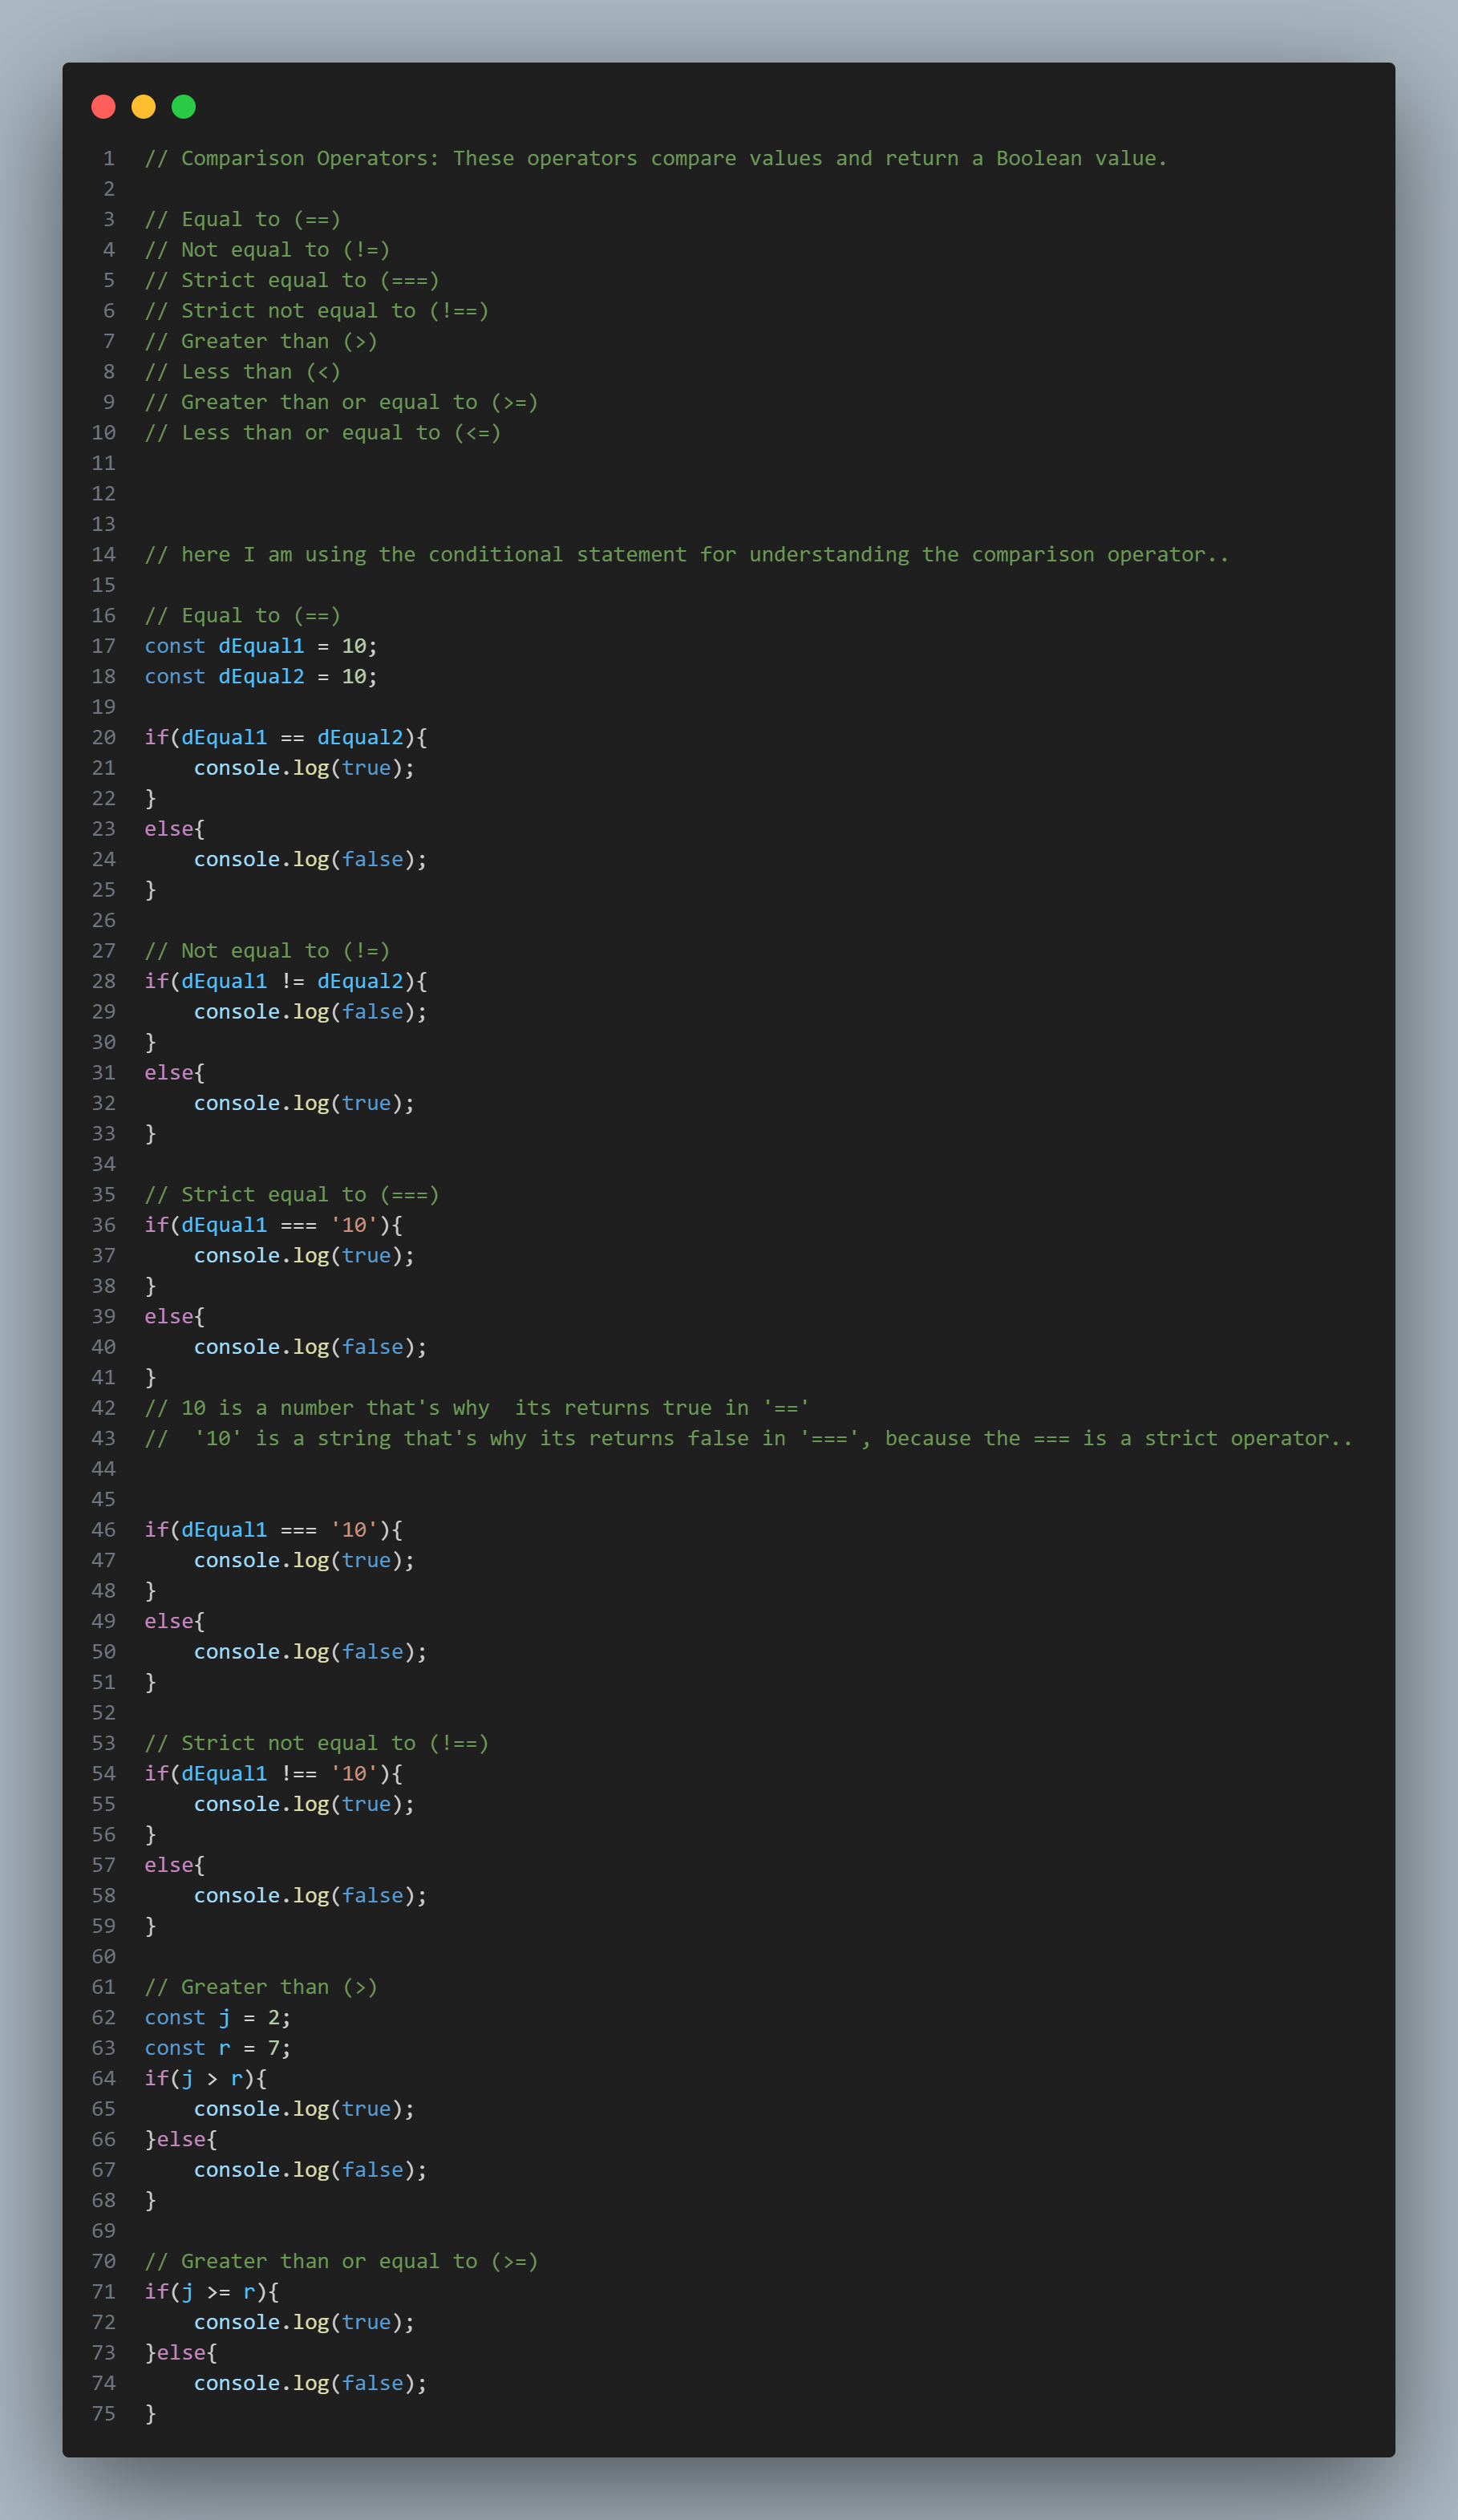 1 // Comparison Operators: These operators compare values and return a Boolean value.
2
3 // Equal to (==)
4 // Not equal to (!=)
5 // Strict equal to (===)
6 // Strict not equal to (!==)
7 // Greater than (>)
8 // Less than (<)
9 // Greater than or equal to (>=)
10 // Less than or equal to (<=)
11
12
13
14 // here I am using the conditional statement for understanding the comparison operator..
15
16 // Equal to (==)
17 const dEqual1 = 10;
18 const dEqual2 = 10;
19
20 if(dEqual1 == dEqual2){
21     console.log(true);
22 }
23 else{
24     console.log(false);
25 }
26
27 // Not equal to (!=)
28 if(dEqual1 != dEqual2){
29     console.log(false);
30 }
31 else{
32     console.log(true);
33 }
34
35 // Strict equal to (===)
36 if(dEqual1 === '10'){
37     console.log(true);
38 }
39 else{
40     console.log(false);
41 }
42 // 10 is a number that's why  its returns true in '=='
43 //  '10' is a string that's why its returns false in '===', because the === is a strict operator..
44
45
46 if(dEqual1 === '10'){
47     console.log(true);
48 }
49 else{
50     console.log(false);
51 }
52
53 // Strict not equal to (!==)
54 if(dEqual1 !== '10'){
55     console.log(true);
56 }
57 else{
58     console.log(false);
59 }
60
61 // Greater than (>)
62 const j = 2;
63 const r = 7;
64 if(j > r){
65     console.log(true);
66 }else{
67     console.log(false);
68 }
69
70 // Greater than or equal to (>=)
71 if(j >= r){
72     console.log(true);
73 }else{
74     console.log(false);
75 }